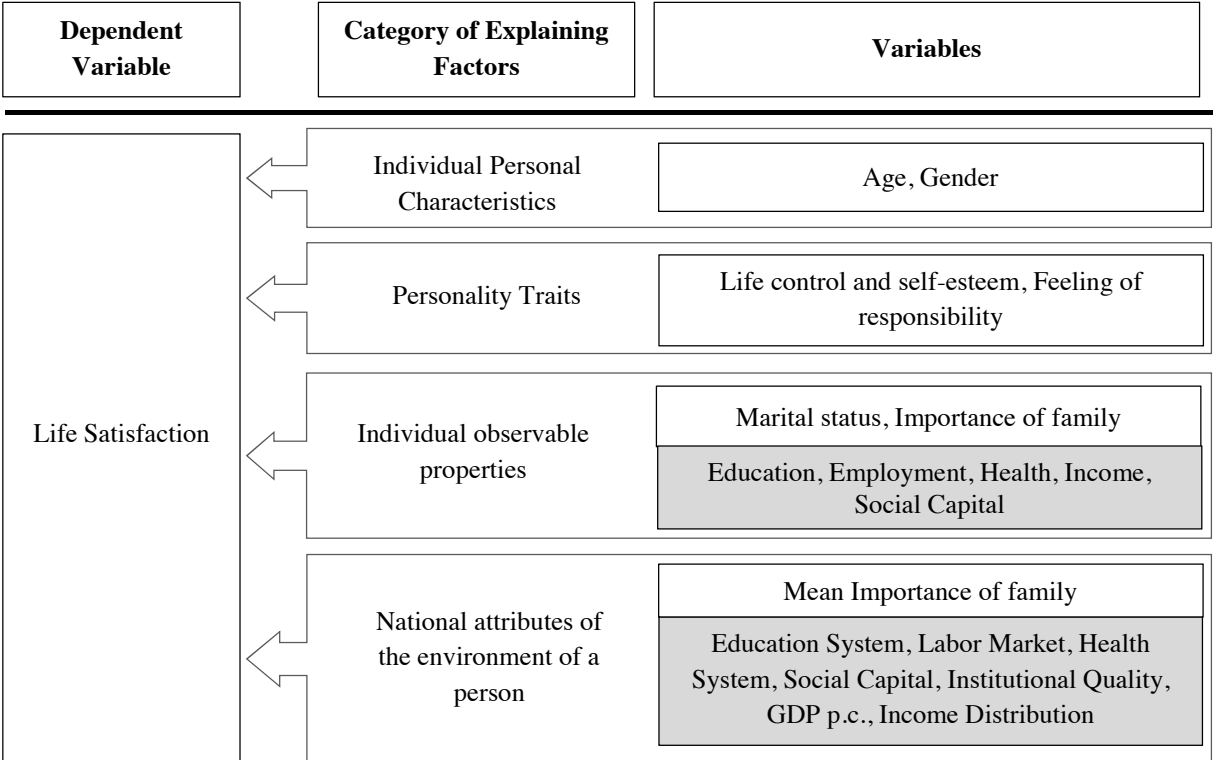 Dependent
Variable
Category of Explaining
Factors
Variables
Life Satisfaction
Individual Personal
Characteristics
Age, Gender
Personality Traits
Life control and self-esteem, Feeling of
responsibility
Individual observable
properties
Marital status, Importance of family
Education, Employment, Health, Income,
Social Capital
National attributes of
the environment of a
person
Mean Importance of family
Education System, Labor Market, Health
System, Social Capital, Institutional Quality,
GDP p.c., Income Distribution